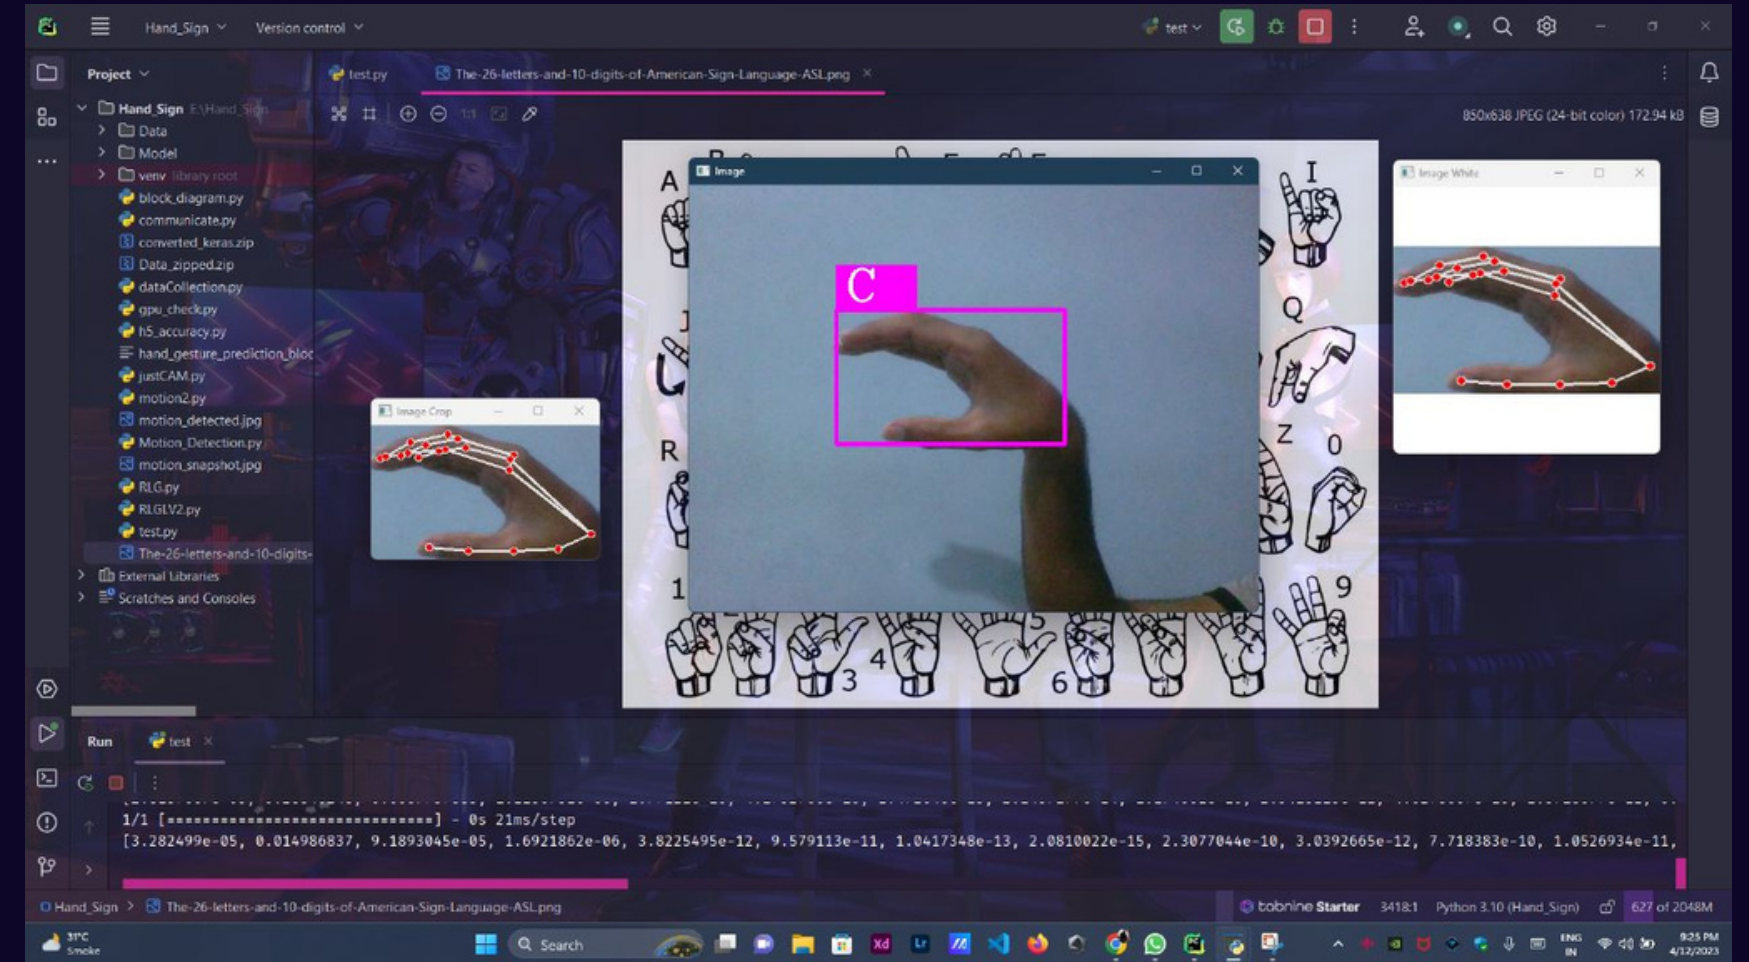 Hand_Sign
Version control
test
Project
test.py
The-26-letters-and-10-digits-of-American-Sign-Language-ASL.png
Hand_Sign E:\Hand_Sign
1:1
850x638 JPEG (24-bit color) 172.94 kB
Data
Model
venv library root
block_diagram.py
communicate.py
converted_keras.zip
Data_zipped.zip
dataCollection.py
gpu_check.py
h5_accuracy.py
hand_gesture_prediction_bloc
justCAM.py
motion2.py
motion_detected.jpg
Motion_Detection.py
motion_snapshot.jpg
RLG.py
RLGLV2.py
test.py
The-26-letters-and-10-digits-
External Libraries
Scratches and Consoles
Image Crop
Image
C
Image White
A
I
J
Q
R
Z 0
1
9
3 4 5 6
Run
test
1/1 [==============================] - 0s 21ms/step
[3.282499e-05, 0.014986837, 9.1893045e-05, 1.6921862e-06, 3.8225495e-12, 9.579113e-11, 1.0417348e-13, 2.0810022e-15, 2.3077044e-10, 3.0392665e-12, 7.718383e-10, 1.0526934e-11,
Hand_Sign > The-26-letters-and-10-digits-of-American-Sign-Language-ASL.png
tabnine Starter 3418:1 Python 3.10 (Hand_Sign) 627 of 2048M
31°C
Smoke
Search
Xd
Lr
ENG
IN
9:25 PM
4/12/2023